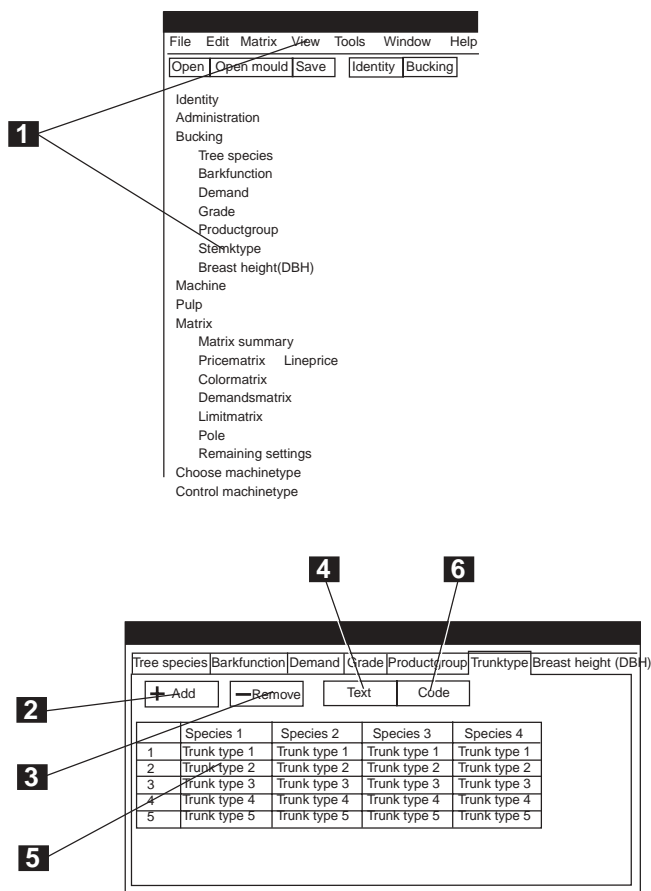 File Edit Matrix View Tools Window Help
Open Open mould Save Identity Bucking
Identity
Administration
1
Bucking
Tree species
Barkfunction
Demand
Grade
Productgroup
Stemktype
Breast height(DBH)
Machine
Pulp
Matrix
Matrix summary
Pricematrix Lineprice
Colormatrix
Demandsmatrix
Limitmatrix
Pole
Remaining settings
Choose machinetype
Control machinetype
4 6
Tree species Barkfunction Demand Grade Productgroup Trunktype Breast height (DBH)
+ Add −Remove Text Code
2
Species 1 Species 2 Species 3 Species 4
1 Trunk type 1 Trunk type 1 Trunk type 1 Trunk type 1
2 Trunk type 2 Trunk type 2 Trunk type 2 Trunk type 2
3
3 Trunk type 3 Trunk type 3 Trunk type 3 Trunk type 3
4 Trunk type 4 Trunk type 4 Trunk type 4 Trunk type 4
5 Trunk type 5 Trunk type 5 Trunk type 5 Trunk type 5
5